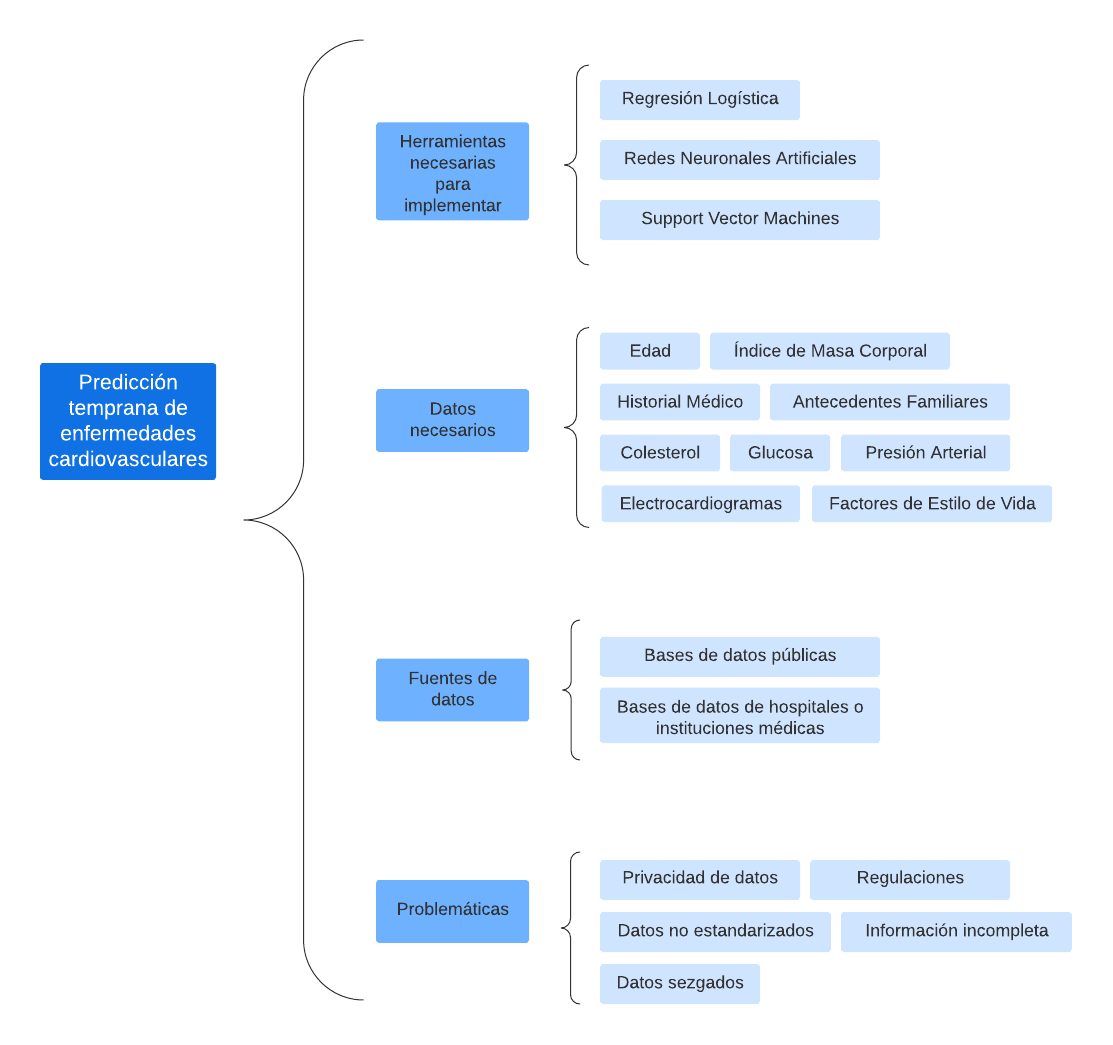 Predicción
temprana de
enfermedades
cardiovasculares
Herramientas
necesarias
para
implementar
Regresión Logística
Redes Neuronales Artificiales
Support Vector Machines
Datos
necesarios
Edad
Índice de Masa Corporal
Historial Médico
Antecedentes Familiares
Colesterol
Glucosa
Presión Arterial
Electrocardiogramas
Factores de Estilo de Vida
Fuentes de
datos
Bases de datos públicas
Bases de datos de hospitales o
instituciones médicas
Problemáticas
Privacidad de datos
Regulaciones
Datos no estandarizados
Información incompleta
Datos sezgados